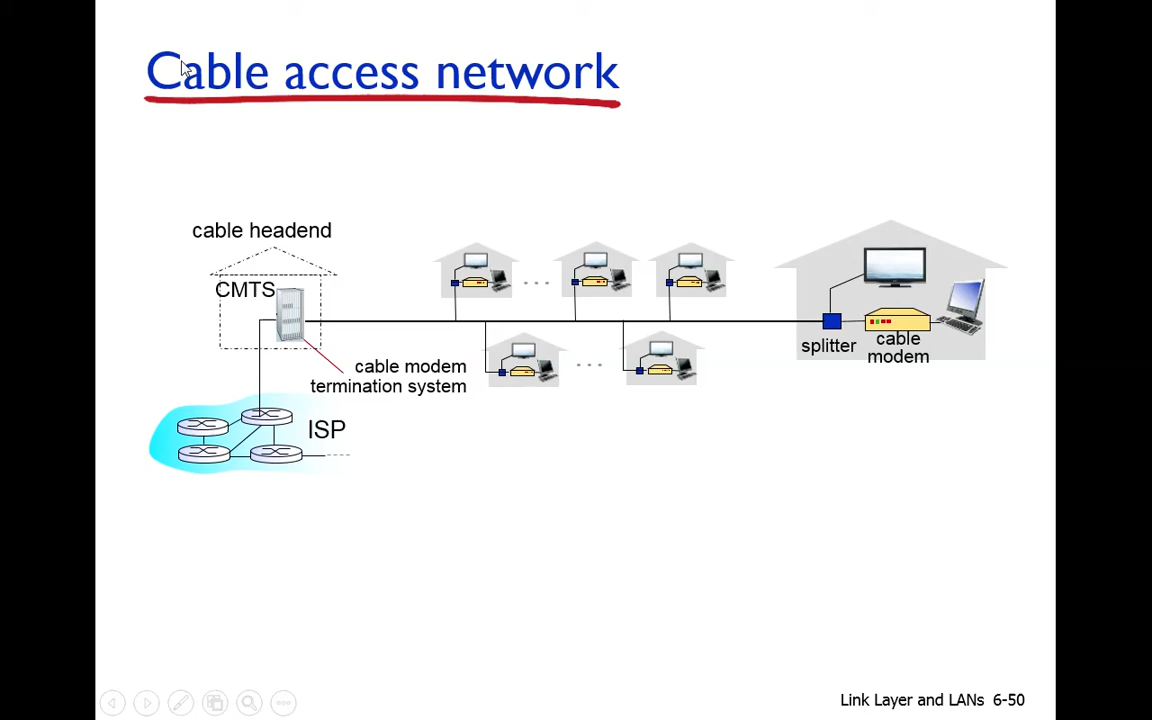 Cable access network
cable headend
CMTS
cable modem
termination system
ISP
splitter
cable
modem
Link Layer and LANs 6-50